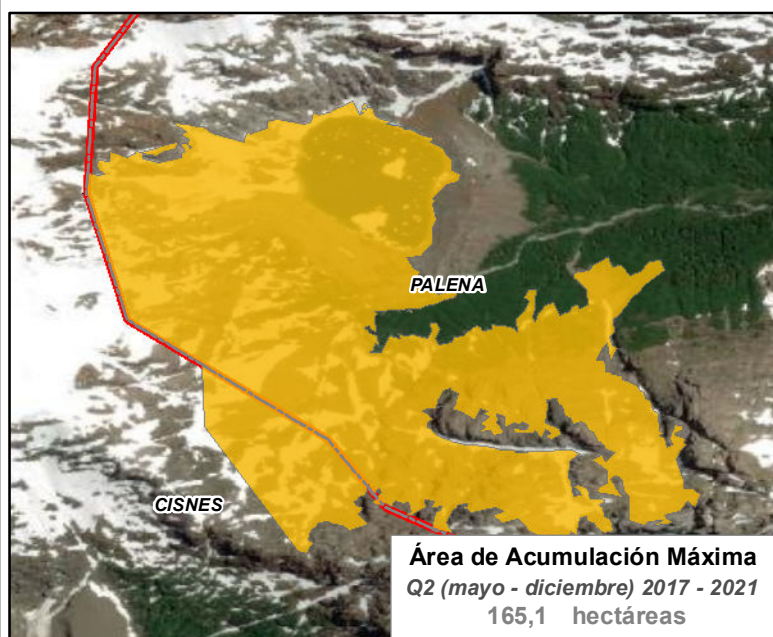 PALENA
CISNES
Área de Acumulación Máxima
Q2 (mayo - diciembre) 2017 - 2021
165,1 hectáreas